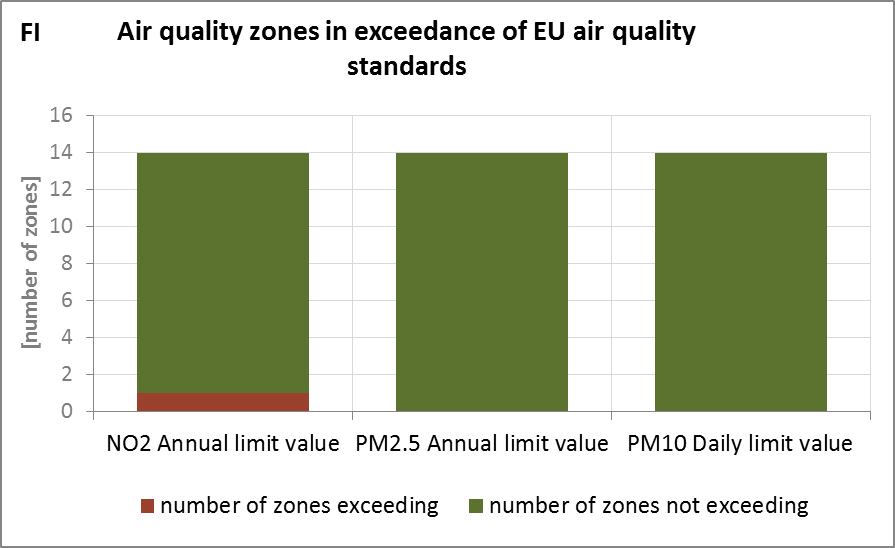 FI
Air quality zones in exceedance of EU air quality
standards
[number of zones]
16
14
12
10
8
6
4
2
0
NO2 Annual limit value
PM2.5 Annual limit value
PM10 Daily limit value
number of zones exceeding
number of zones not exceeding